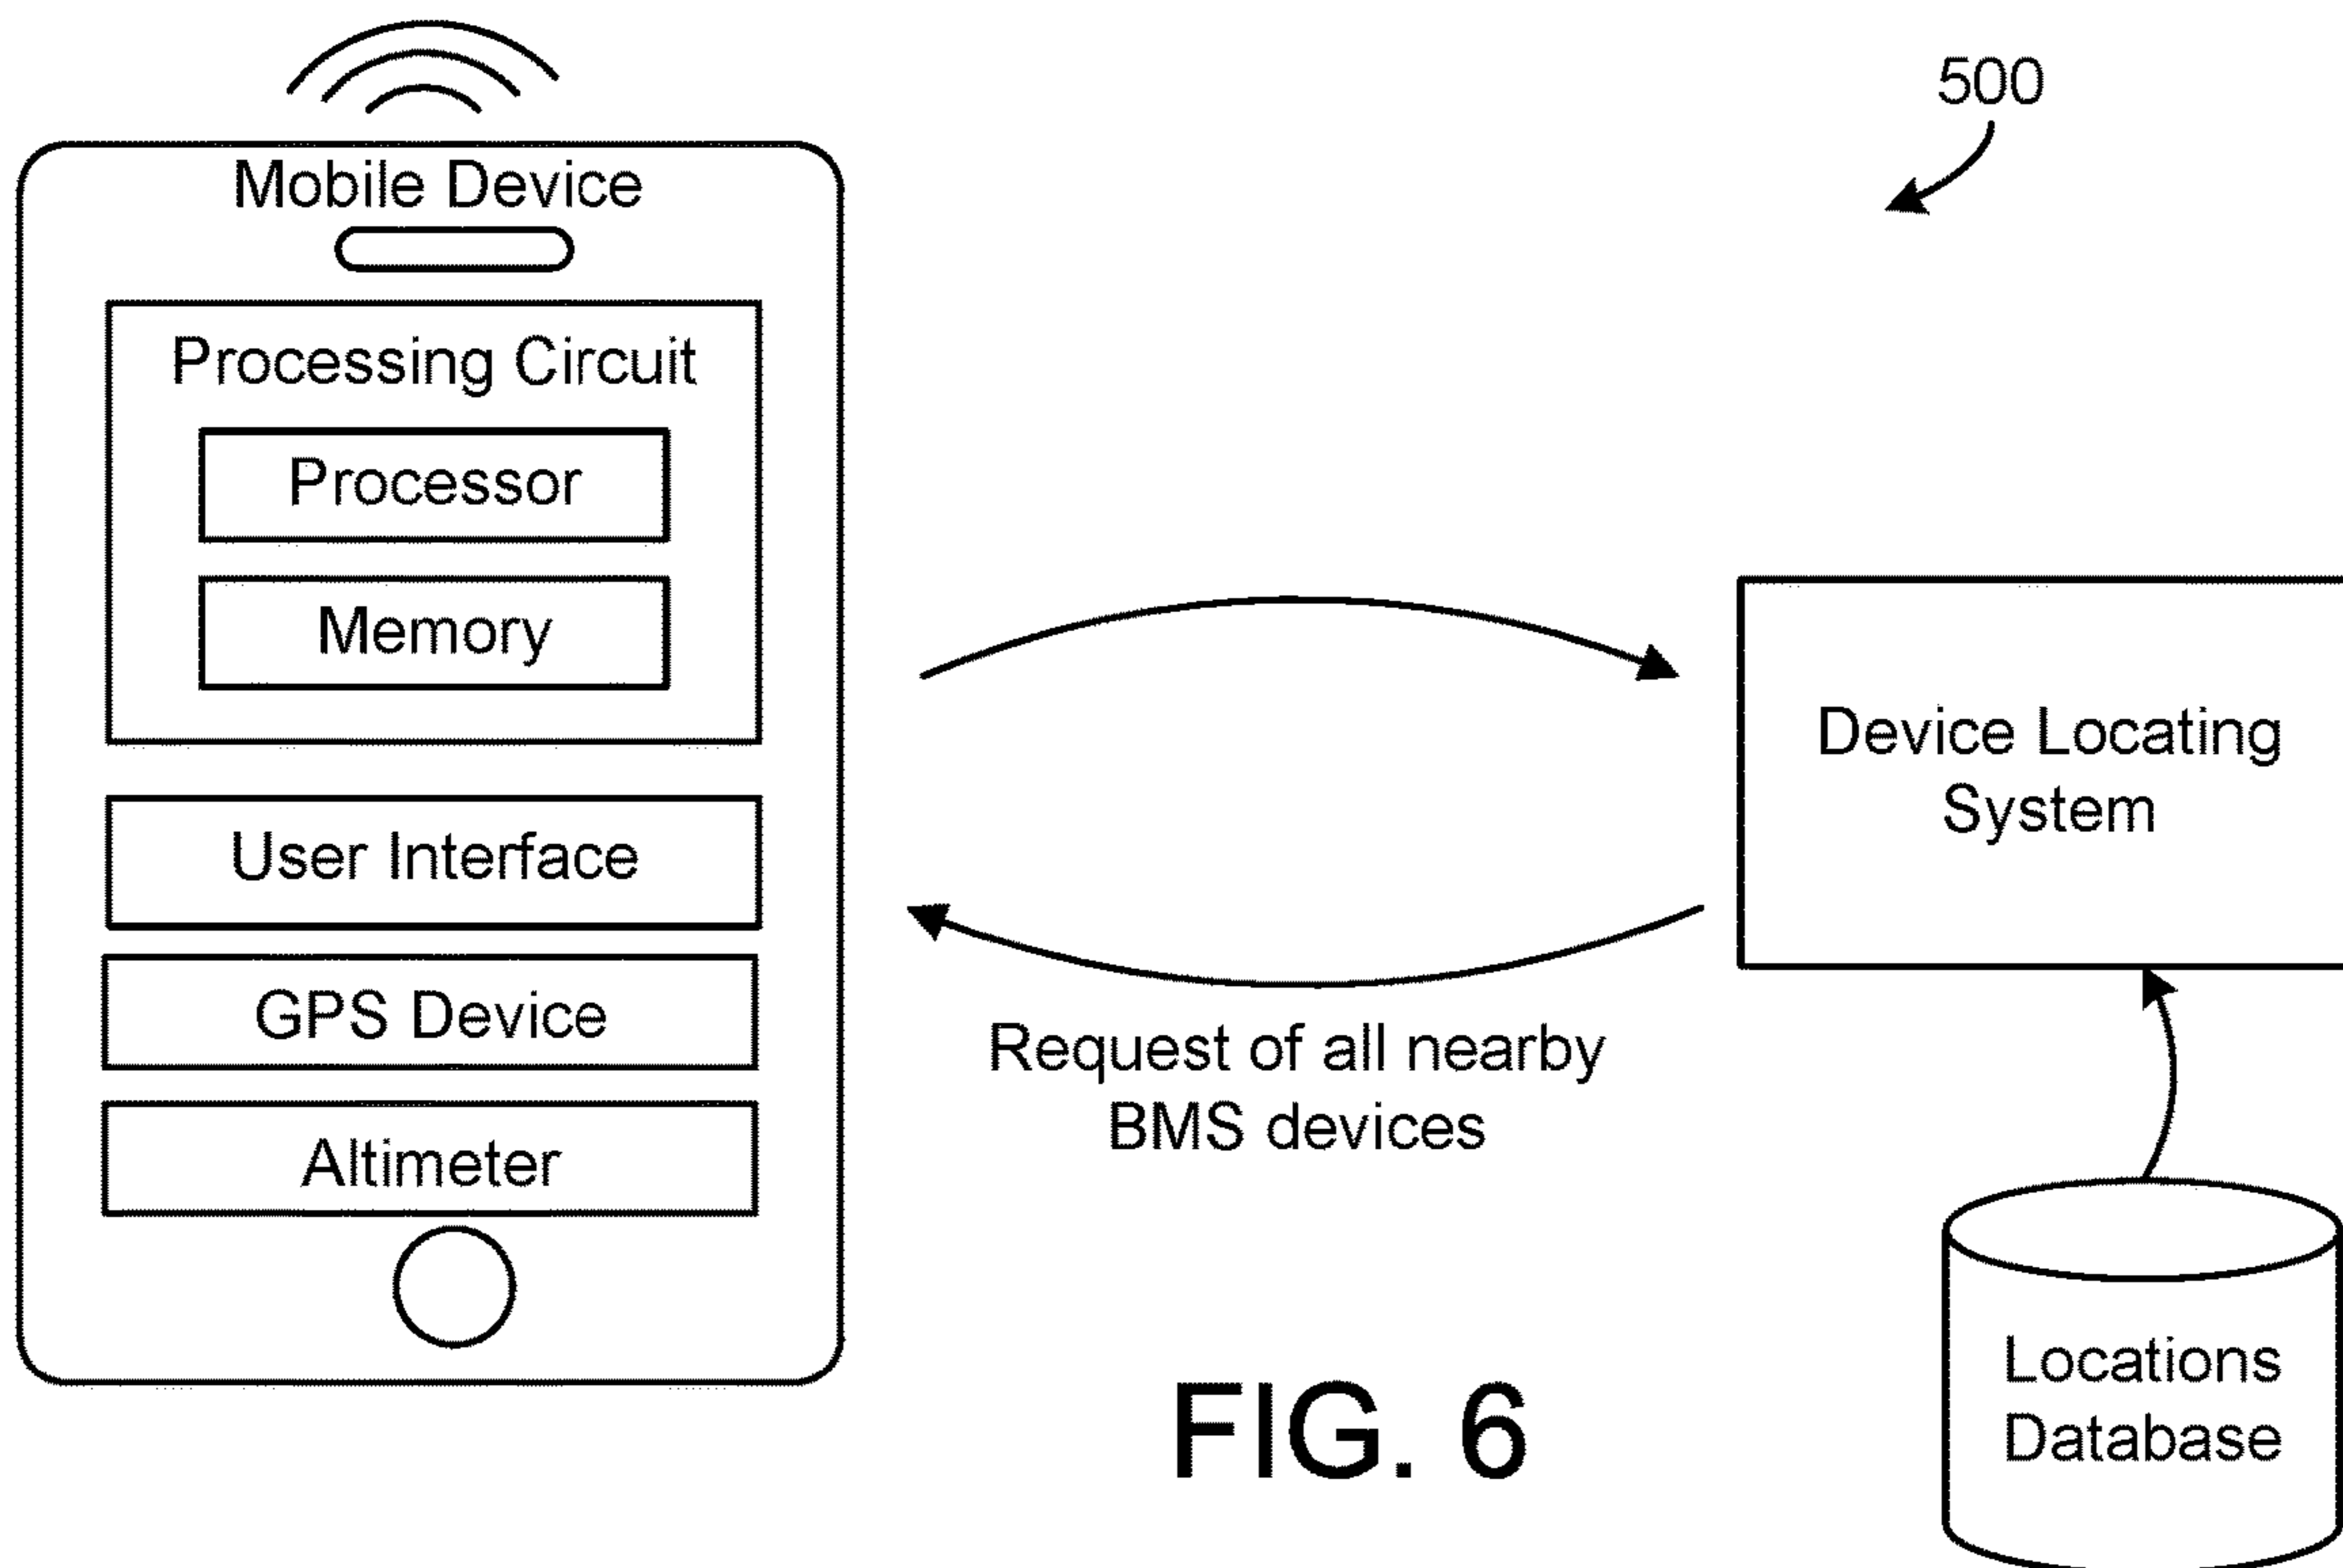 500
Mobile Device
Processing Circuit
Processor
Memory
User Interface
GPS Device
Altimeter
Device Locating
System
Request of all nearby
BMS devices
Locations
Database
FIG. 6